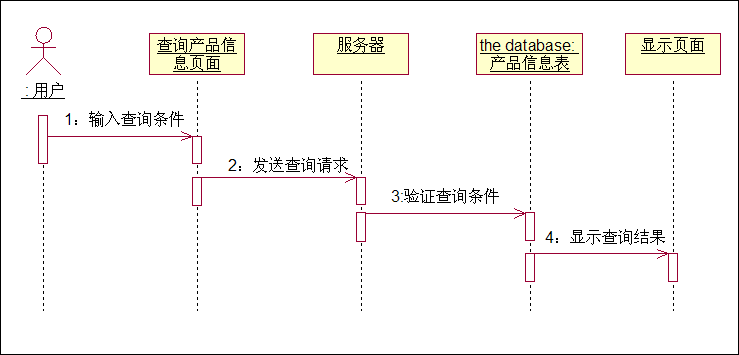 查询产品信
息页面
服务器
the database:
产品信息表
显示页面
: 用户
1：输入查询条件
2：发送查询请求
3:验证查询条件
4：显示查询结果